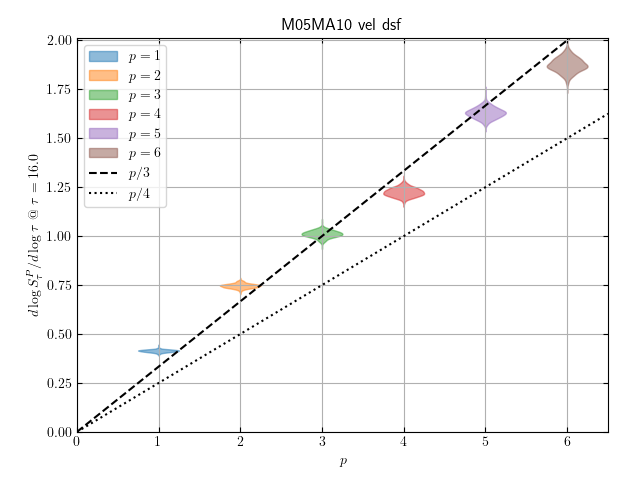 M05MA10 vel dsf
d log S_τ^P / d log τ @ τ = 16.0
2.00
1.75
1.50
1.25
1.00
0.75
0.50
0.25
0.00
p = 1
p = 2
p = 3
p = 4
p = 5
p = 6
p/3
p/4
0
1
2
3
4
5
6
p